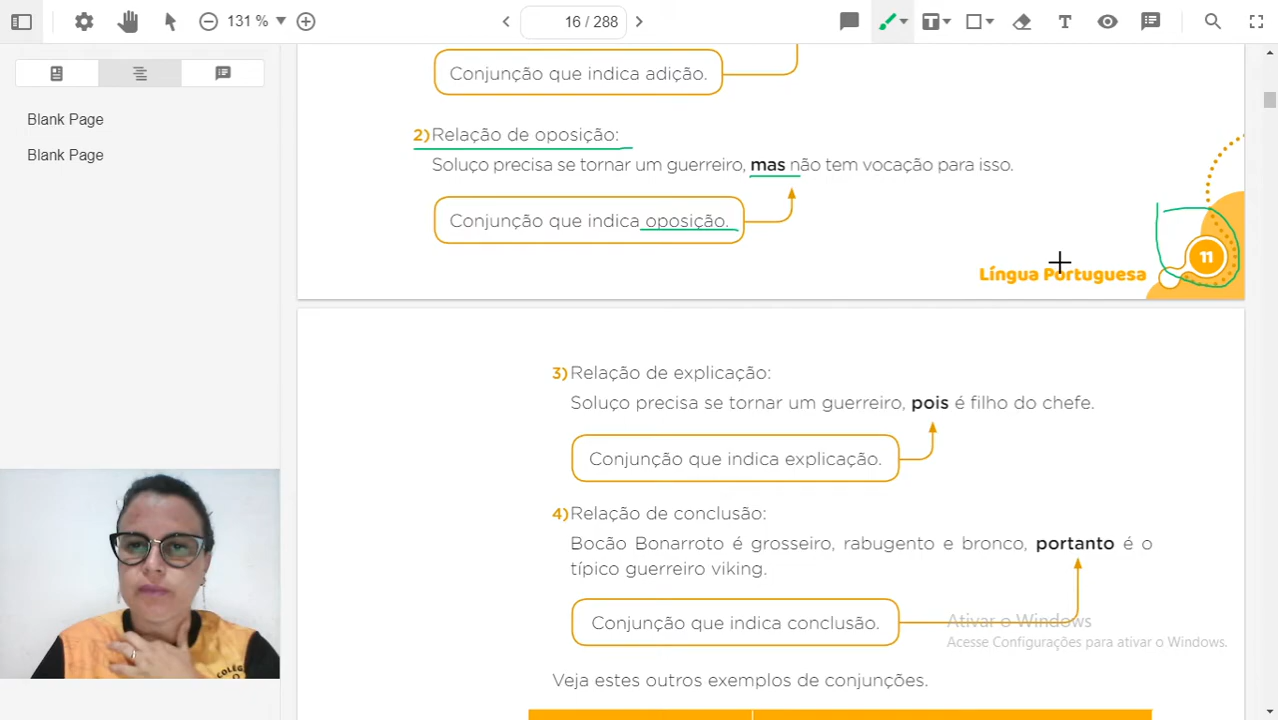 131 %
16 / 288
Blank Page
Blank Page
Conjunção que indica adição.
2) Relação de oposição:
Soluço precisa se tornar um guerreiro, mas não tem vocação para isso.
Conjunção que indica oposição.
Língua Portuguesa 11
3) Relação de explicação:
Soluço precisa se tornar um guerreiro, pois é filho do chefe.
Conjunção que indica explicação.
4) Relação de conclusão:
Bocão Bonarroto é grosseiro, rabugento e bronco, portanto é o
típico guerreiro viking.
Conjunção que indica conclusão.
Ativar o Windows
Acesse Configurações para ativar o Windows.
Veja estes outros exemplos de conjunções.
COLÉG